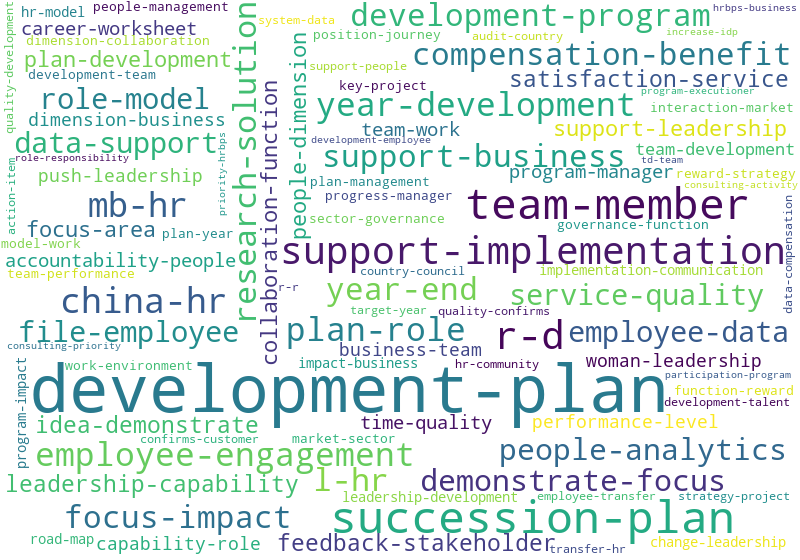 hr-model
people-management
career-worksheet
dimension-collaboration
plan-development
development-team
role-model
dimension-business
data-support
role-responsibility
push-leadership
quality-development
action-item
priority-hrbps
mb-hr
focus-area
plan-year
model-work
accountability-people
team-performance
china-hr
file-employee
consulting-priority
research-solution
collaboration-function
people-dimension
system-data
development-program
hrbps-business
position-journey
audit-country
increase-idp
compensation-benefit
support-people
satisfaction-service
key-project
program-executioner
year-development
interaction-market
team-work
support-leadership
development-employee
team-development
support-business
td-team
program-manager
reward-strategy
plan-management
consulting-activity
progress-manager
team-member
data-compensation
sector-governance
governance-function
support-implementation
country-council
implementation-communication
r-r
year-end
service-quality
target-year
quality-confirms
plan-role
r-d
employee-data
business-team
work-environment
impact-business
hr-community
woman-leadership
participation-program
development-plan
function-reward
development-talent
program-impact
idea-demonstrate
time-quality
performance-level
confirms-customer
market-sector
employee-engagement
people-analytics
leadership-capability
l-hr
demonstrate-focus
leadership-development
employee-transfer
strategy-project
focus-impact
succession-plan
road-map
capability-role
feedback-stakeholder
transfer-hr
change-leadership